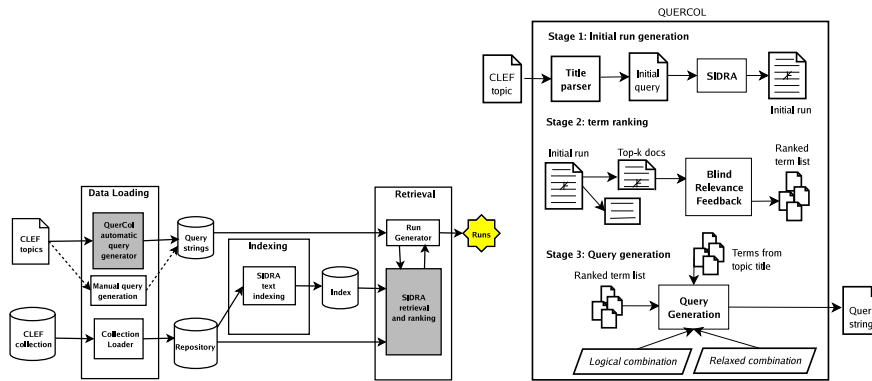 Data Loading
QuerCol
automatic
query
generator
CLEF
topics
Query
strings
Manual query
generation
CLEF
collection
Collection
Loader
Repository
Indexing
SIDRA
text
indexing
Index
Retrieval
Run
Generator
Runs
SIDRA
retrieval
and ranking
QUERCOL
Stage 1: Initial run generation
CLEF
topic
Title
parser
Initial
query
SIDRA
Initial run
Stage 2: term ranking
Initial run
Top-k docs
Blind
Relevance
Feedback
Ranked
term list
Stage 3: Query generation
Terms from
topic title
Ranked term list
Query
Generation
Logical combination
Relaxed combination
Quer
string